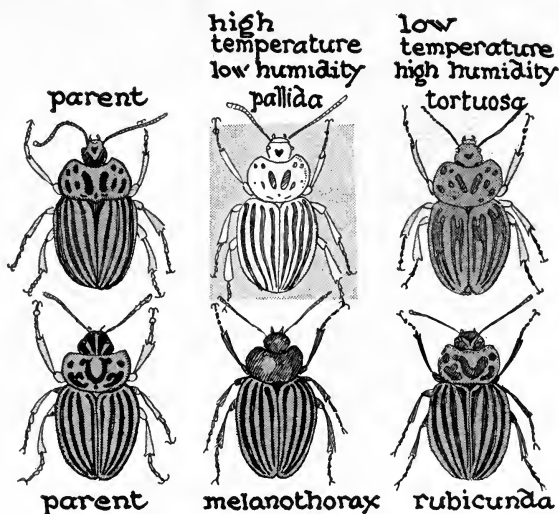 high
temperature
low humidity
pallida
low
temperature
high humidity
tortuosa
parent
parent
melanothorax
rubicunda